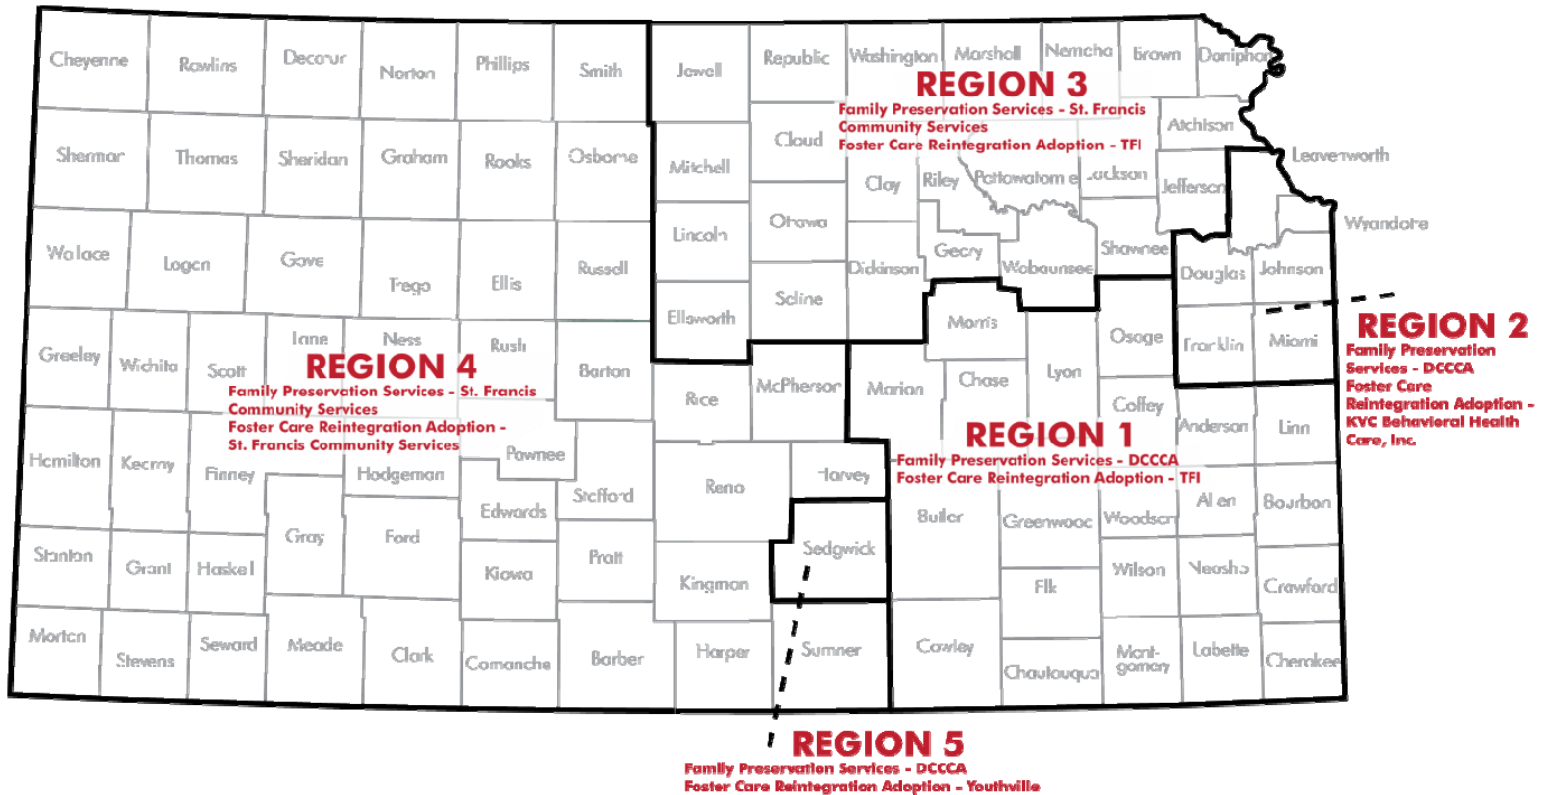 Cheyenne
Rawlins
Decatur
Norton
Phillips
Smith
Jewell
Republic
Washington
Marshall
Nemaha
Brown
Doniphan
REGION 3
Family Preservation Services - St. Francis
Community Services
Foster Care Reintegration Adoption - TFI
Sherman
Thomas
Sheridan
Graham
Rooks
Osborne
Mitchell
Cloud
Clay
Riley
Pottawatomie
Jackson
Atchison
Jefferson
Leavenworth
Wyandotte
Wallace
Logan
Gove
Trego
Ellis
Russell
Lincoln
Ottawa
Saline
Ellsworth
Dickinson
Geary
Wabaunsee
Shawnee
Douglas
Johnson
Franklin
Miami
REGION 2
Family Preservation
Services - DCCCA
Foster Care
Reintegration Adoption -
KVC Behavioral Health
Care, Inc.
Greeley
Wichita
Scott
Lane
Ness
Rush
Barton
REGION 4
Family Preservation Services - St. Francis
Community Services
Foster Care Reintegration Adoption -
St. Francis Community Services
Rice
McPherson
Marion
Morris
Chase
Lyon
Osage
Coffey
Anderson
Linn
REGION 1
Family Preservation Services - DCCCA
Foster Care Reintegration Adoption - TFI
Hamilton
Kearny
Finney
Hodgeman
Pawnee
Edwards
Stafford
Reno
Harvey
Butler
Greenwood
Woodson
Allen
Bourbon
Stanton
Grant
Haskel
Gray
Ford
Kiowa
Pratt
Kingman
Sedgwick
Elk
Wilson
Neosho
Crawford
Morton
Stevens
Seward
Meade
Clark
Comanche
Barber
Harper
Sumner
Cowley
Chautauqua
Mont-
gomery
Labette
Cherokee
REGION 5
Family Preservation Services - DCCCA
Foster Care Reintegration Adoption - Youthville